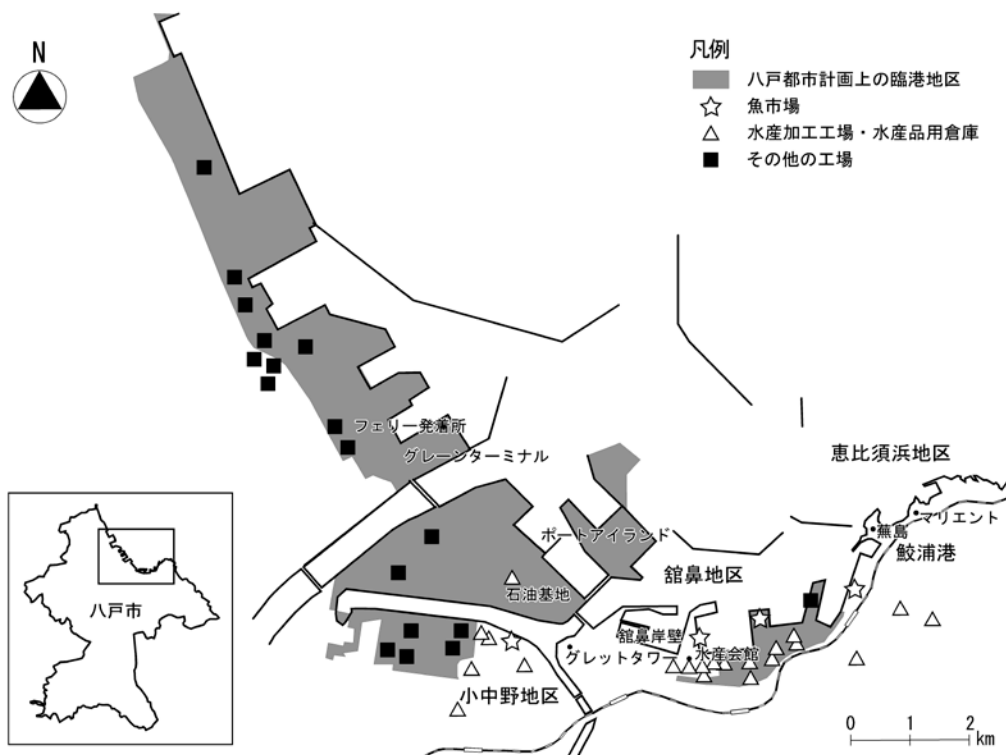 N
凡例
八戸都市計画上の臨港地区
魚市場
水産加工工場・水産品用倉庫
その他の工場
フェリー発着所
グレーンターミナル
恵比須浜地区
マリエント
蕪島
ポートアイランド
鮫浦港
舘鼻地区
石油基地
舘鼻岸壁
グレットタワー
水産会館
小中野地区
八戸市
0 1 2
km